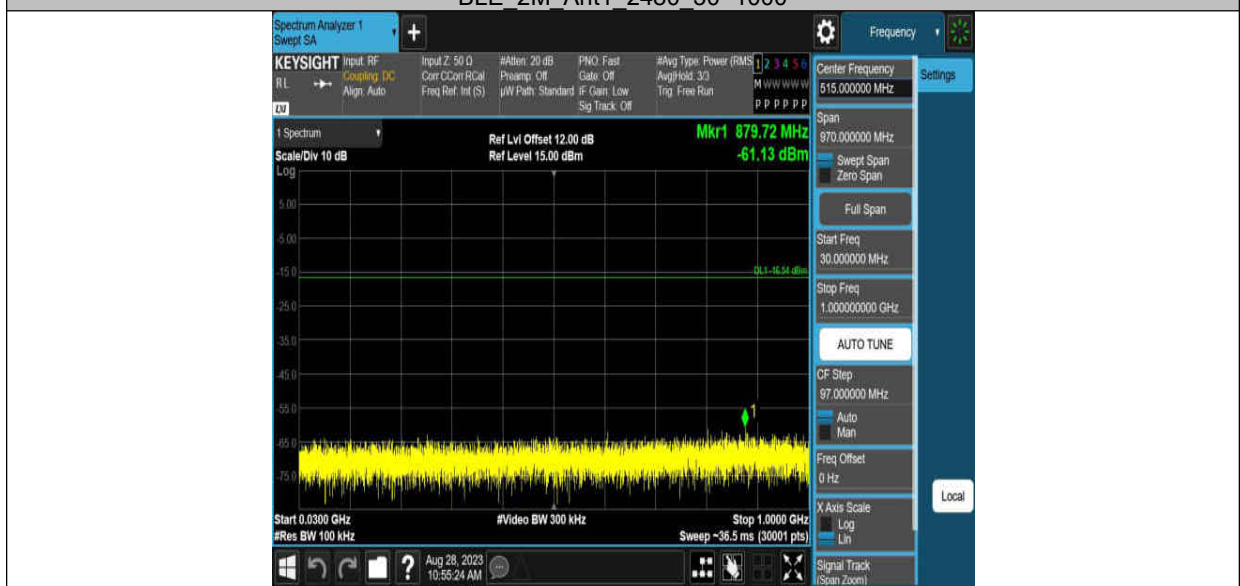 BLE_2M_Ant1_2480_30~1000
Spectrum Analyzer 1
Swept SA
+
Frequency
KEYSIGHT
RL
LXI
Input: RF
Coupling: DC
Align: Auto
Input Z: 50 Ω
Corr CCorr RCal
Freq Ref: Int (S)
#Atten: 20 dB
Preamp: Off
µW Path: Standard
PNO: Fast
Gate: Off
IF Gain: Low
Sig Track: Off
#Avg Type: Power (RMS
Avg|Hold: 3/3
Trig: Free Run
1 2 3 4 5 6
M W W W W W
P P P P P P
Center Frequency
515.000000 MHz
Settings
1 Spectrum
Scale/Div 10 dB
Log
Ref Lvl Offset 12.00 dB
Ref Level 15.00 dBm
Mkr1 879.72 MHz
-61.13 dBm
Span
970.000000 MHz
Swept Span
Zero Span
Full Span
5.00
-5.00
-15.0
-25.0
-35.0
-45.0
-55.0
-65.0
-75.0
DL1 -16.54 dBm
1
Start Freq
30.000000 MHz
Stop Freq
1.000000000 GHz
AUTO TUNE
CF Step
97.000000 MHz
Auto
Man
Freq Offset
0 Hz
X Axis Scale
Log
Lin
Local
Start 0.0300 GHz
#Res BW 100 kHz
#Video BW 300 kHz
Stop 1.0000 GHz
Sweep ~36.5 ms (30001 pts)
?
Aug 28, 2023
10:55:24 AM
Signal Track
(Span Zoom)